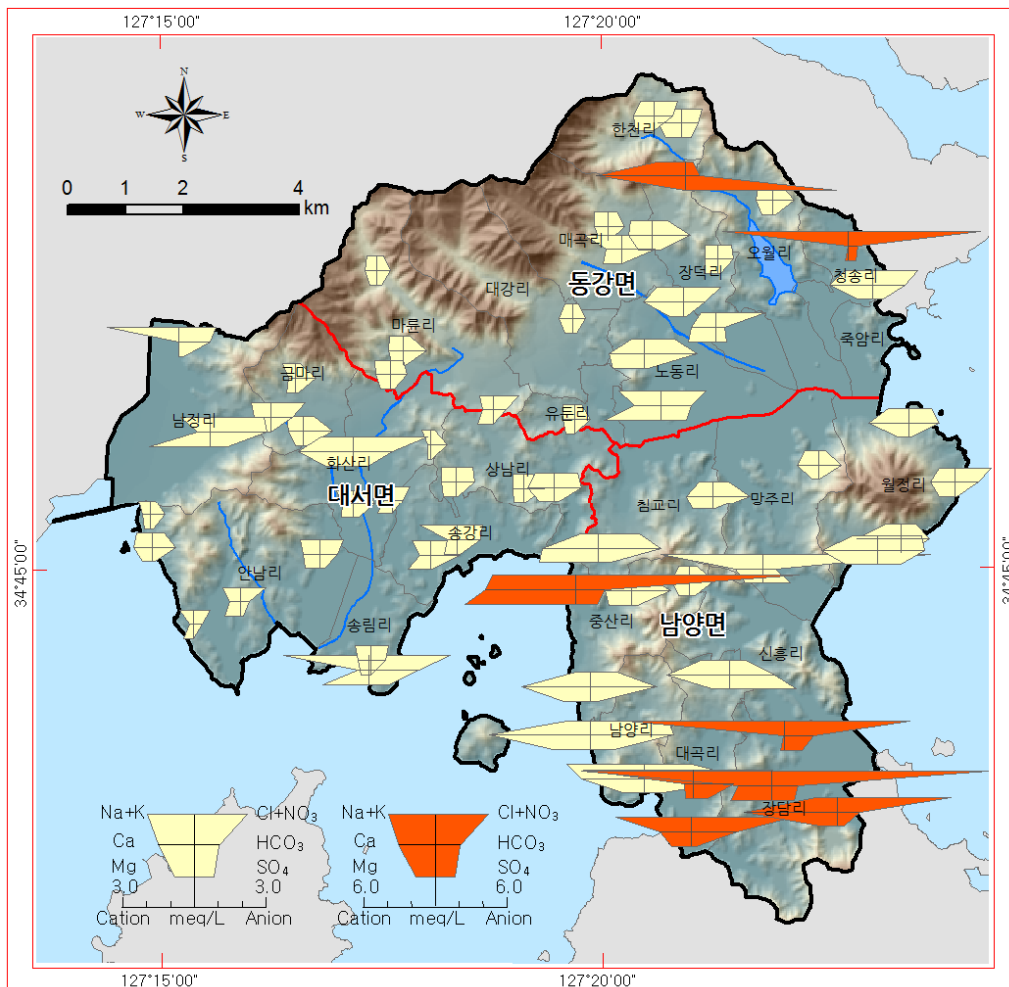 127°15'00" 127°20'00"
N
W E
S
0 1 2 4
km
한천리
매곡리
오월리
장덕리
청송리
동강면
대강리
마륜리
죽암리
노동리
금마리
남정리
유둔리
화산리
상남리
월정리
대서면
침교리
망주리
송강리
34°45'00" 34°45'00"
안남리
중산리
남양면
송림리
신흥리
남양리
대곡리
장담리
Na+K Cl+NO₃ Na+K Cl+NO₃
Ca HCO₃ Ca HCO₃
Mg SO₄ Mg SO₄
3.0 3.0 6.0 6.0
Cation meq/L Anion Cation meq/L Anion
127°15'00" 127°20'00"